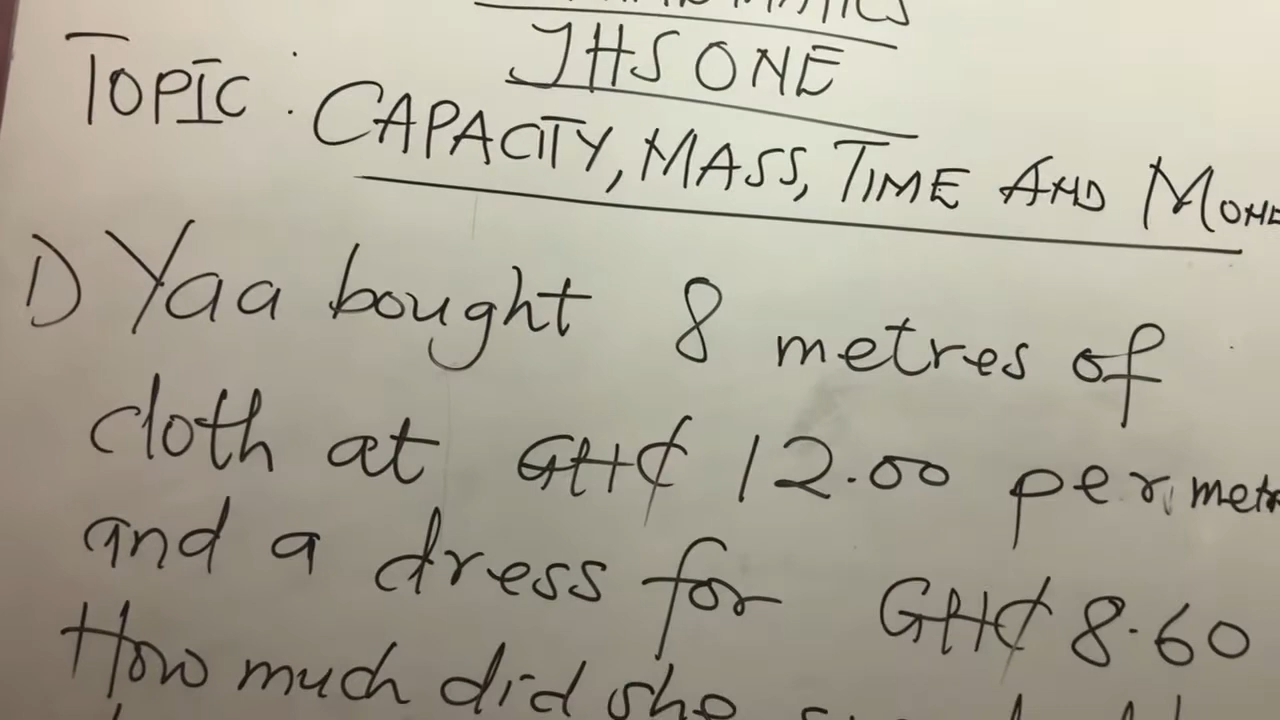 JHS ONE
TOPIC: CAPACITY, MASS, TIME AND
1) Yaa bought 8 metres of
cloth at GH₵ 12.00 per
and a dress for GH₵ 8.60
How much did she